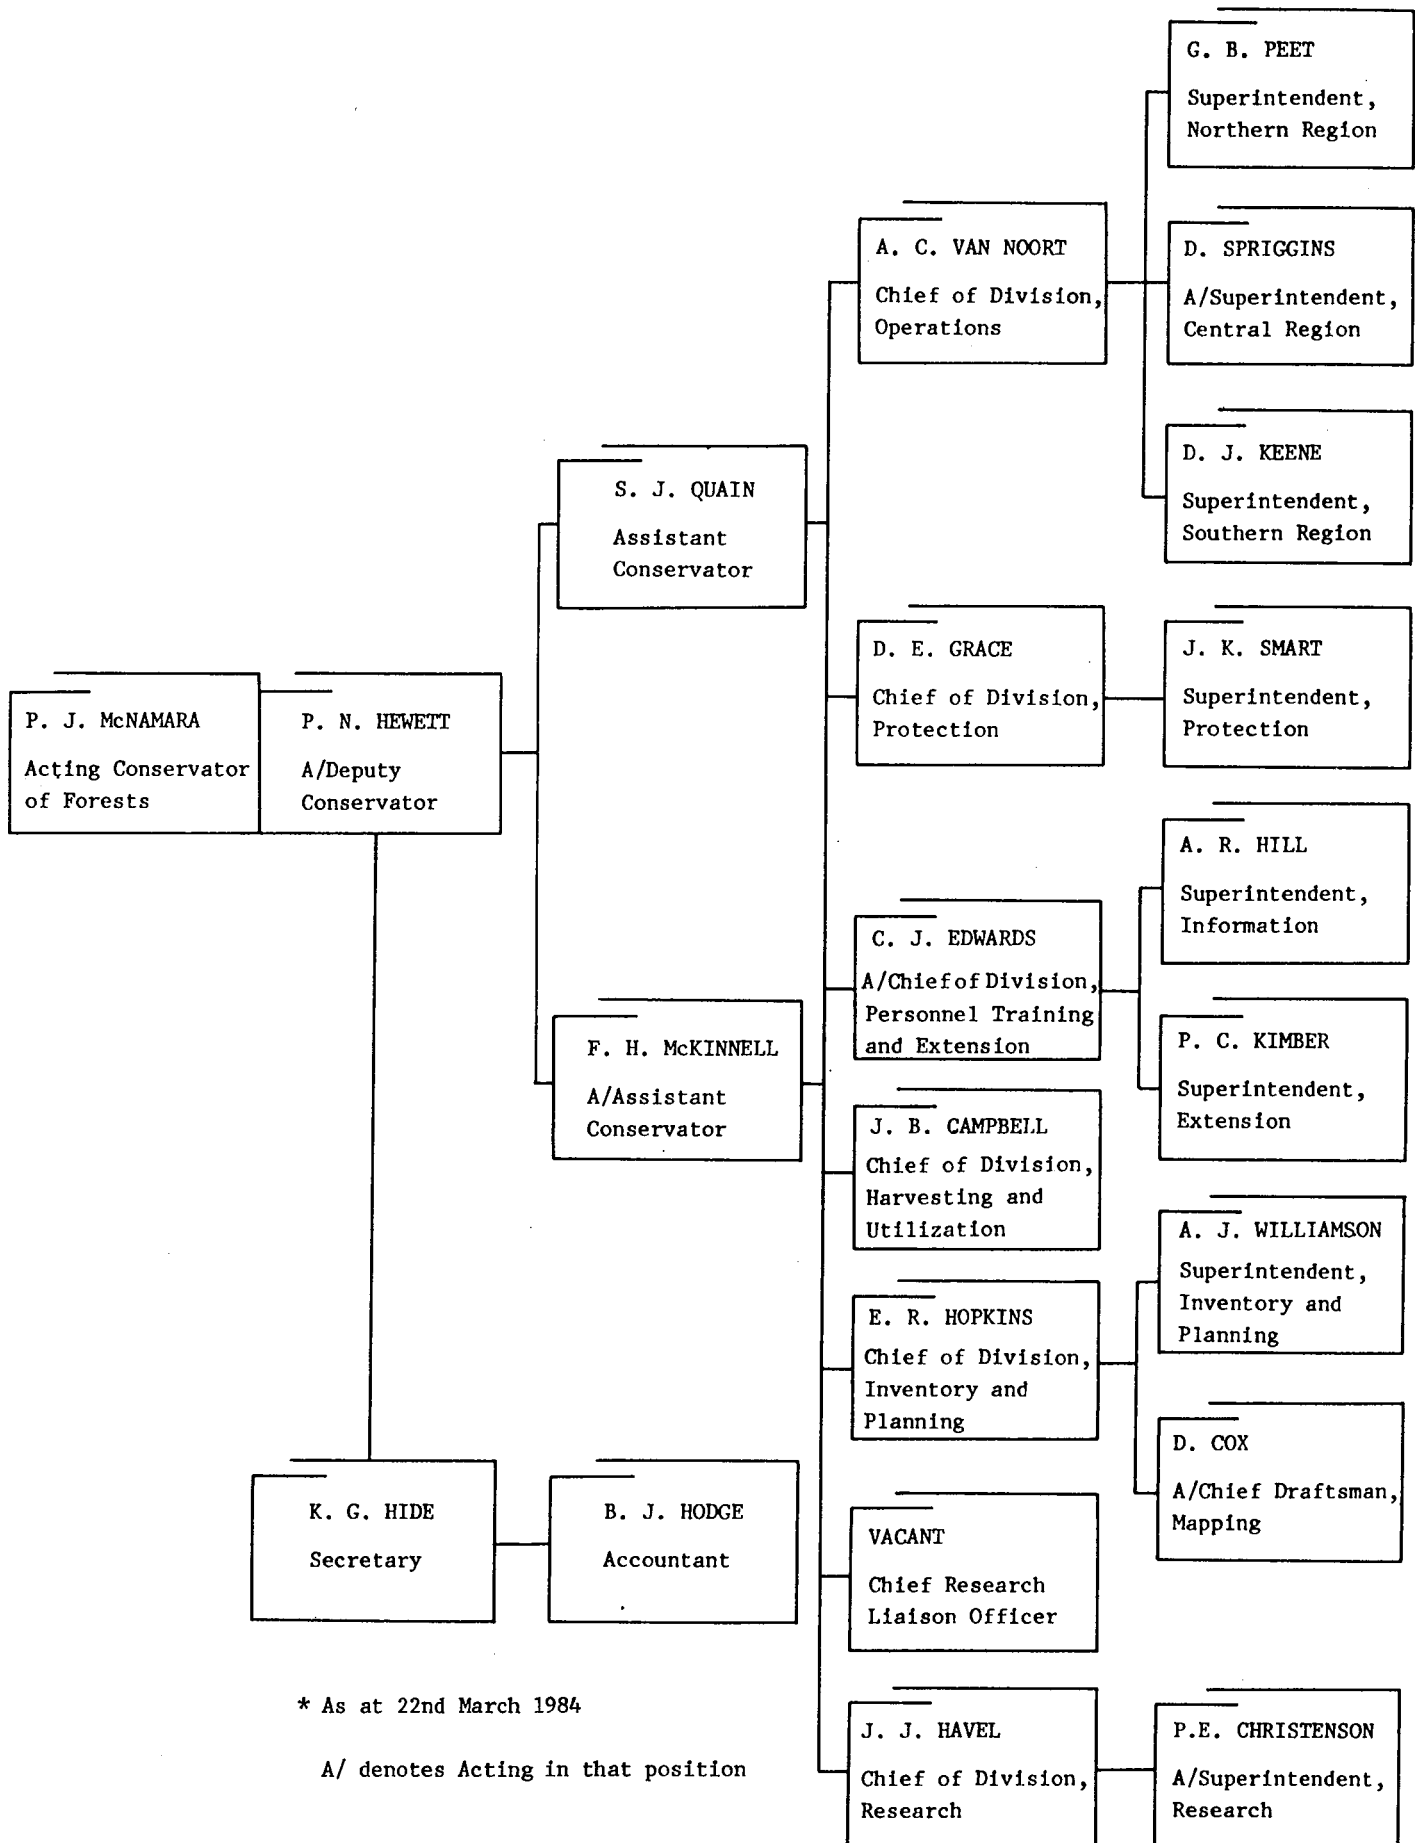 G. B. PEET
Superintendent,
Northern Region
A. C. VAN NOORT
Chief of Division,
Operations
D. SPRIGGINS
A/Superintendent,
Central Region
D. J. KEENE
Superintendent,
Southern Region
S. J. QUAIN
Assistant
Conservator
D. E. GRACE
Chief of Division,
Protection
J. K. SMART
Superintendent,
Protection
P. J. McNAMARA
Acting Conservator
of Forests
P. N. HEWETT
A/Deputy
Conservator
A. R. HILL
Superintendent,
Information
C. J. EDWARDS
A/Chief of Division,
Personnel Training
and Extension
P. C. KIMBER
Superintendent,
Extension
F. H. McKINNELL
A/Assistant
Conservator
J. B. CAMPBELL
Chief of Division,
Harvesting and
Utilization
A. J. WILLIAMSON
Superintendent,
Inventory and
Planning
E. R. HOPKINS
Chief of Division,
Inventory and
Planning
D. COX
A/Chief Draftsman,
Mapping
K. G. HIDE
Secretary
B. J. HODGE
Accountant
VACANT
Chief Research
Liaison Officer
J. J. HAVEL
Chief of Division,
Research
P.E. CHRISTENSON
A/Superintendent,
Research
* As at 22nd March 1984
A/ denotes Acting in that position